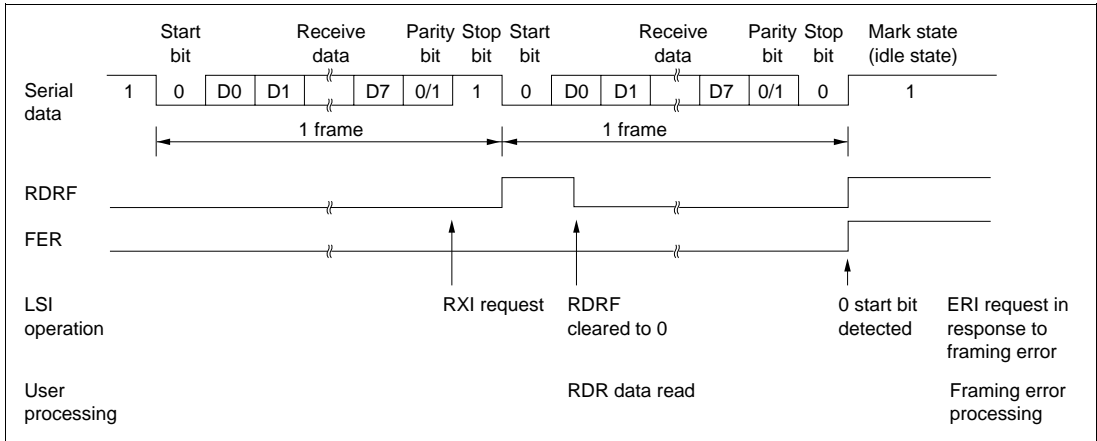 Start bit Receive data Parity bit Stop bit Start bit Receive data Parity bit Stop bit Mark state (idle state)
Serial data 1 0 D0 D1 D7 0/1 1 0 D0 D1 D7 0/1 0 1
1 frame 1 frame
RDRF
FER
LSI operation RXI request RDRF cleared to 0 0 start bit detected ERI request in response to framing error
User processing RDR data read Framing error processing